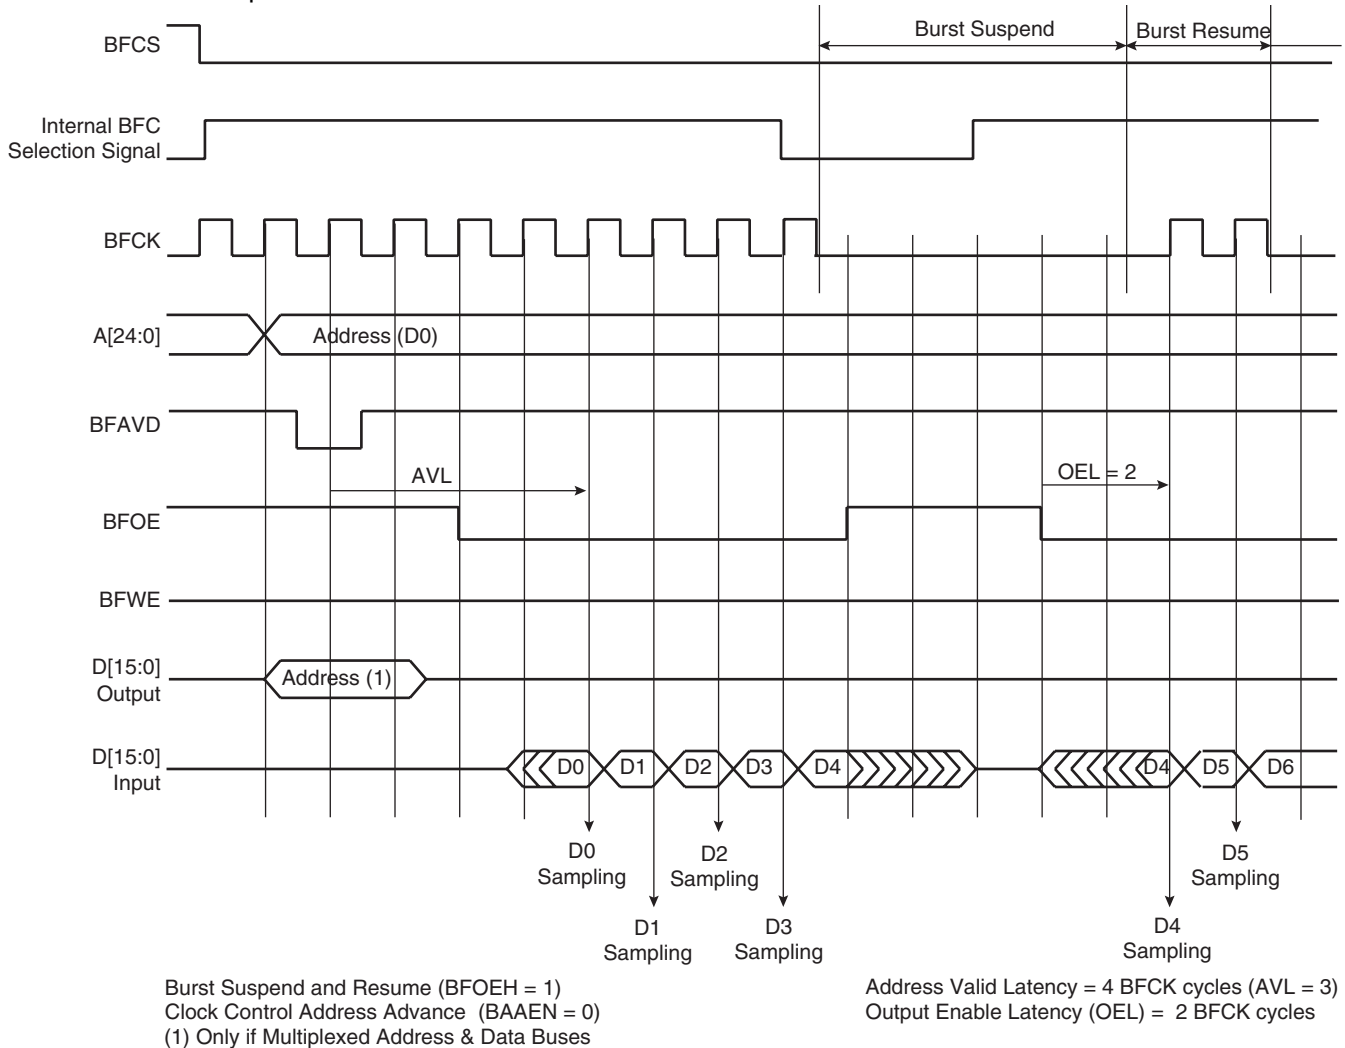 Burst Suspend
Burst Resume
BFCS
Internal BFC
Selection Signal
BFCK
A[24:0]
Address (D0)
BFAVD
AVL
OEL = 2
BFOE
BFWE
D[15:0]
Output
Address (1)
D[15:0]
Input
D0
D1
D2
D3
D4
D4
D5
D6
D0
Sampling
D2
Sampling
D5
Sampling
D1
Sampling
D3
Sampling
D4
Sampling
Burst Suspend and Resume (BFOEH = 1)
Clock Control Address Advance (BAAEN = 0)
(1) Only if Multiplexed Address & Data Buses
Address Valid Latency = 4 BFCK cycles (AVL = 3)
Output Enable Latency (OEL) = 2 BFCK cycles